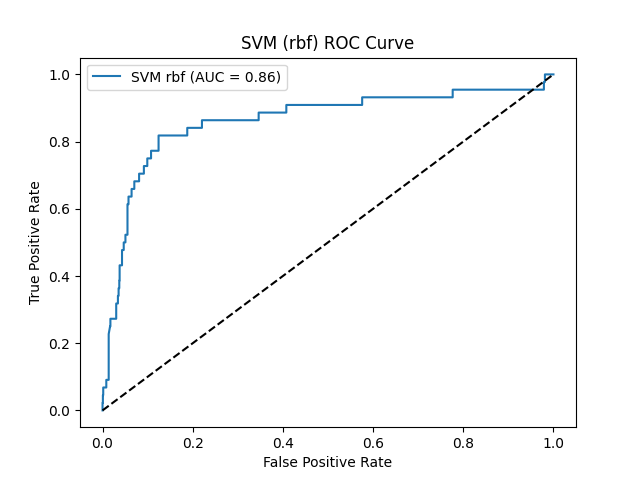 SVM (rbf) ROC Curve
SVM rbf (AUC = 0.86)
True Positive Rate
1.0
0.8
0.6
0.4
0.2
0.0
0.0 0.2 0.4 0.6 0.8 1.0
False Positive Rate